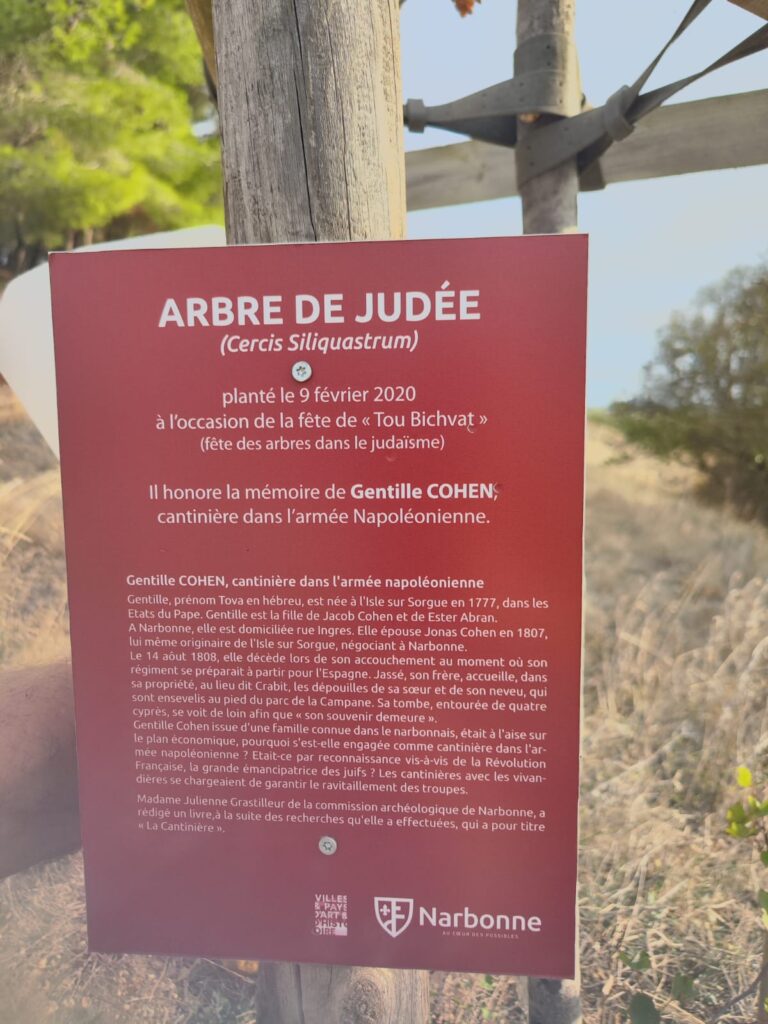 ARBRE DE JUDÉE
(Cercis Siliquastrum)
planté le 9 février 2020
à l'occasion de la fête de « Tou Bichvat »
(fête des arbres dans le judaïsme)
Il honore la mémoire de Gentille COHEN,
cantinière dans l'armée Napoléonienne.
Gentille COHEN, cantinière dans l'armée napoléonienne
Gentille, prénom Tova en hébreu, est née à l'Isle sur Sorgue en 1777, dans les
Etats du Pape. Gentille est la fille de Jacob Cohen et de Ester Abran.
A Narbonne, elle est domiciliée rue Ingres. Elle épouse Jonas Cohen en 1807,
lui même originaire de l'Isle sur Sorgue, négociant à Narbonne.
Le 14 aôut 1808, elle décède lors de son accouchement au moment où son
régiment se préparait à partir pour l'Espagne. Jassé, son frère, accueille, dans
sa propriété, au lieu dit Crabit, les dépouilles de sa sœur et de son neveu, qui
sont ensevelis au pied du parc de la Campane. Sa tombe, entourée de quatre
cyprès, se voit de loin afin que « son souvenir demeure ».
Gentille Cohen issue d'une famille connue dans le narbonnais, était à l'aise sur
le plan économique, pourquoi s'est-elle engagée comme cantinière dans l'ar-
mée napoléonienne ? Etait-ce par reconnaissance vis-à-vis de la Révolution
Française, la grande émancipatrice des juifs ? Les cantinières avec les vivan-
dières se chargeaient de garantir le ravitaillement des troupes.
Madame Julienne Grastilleur de la commission archéologique de Narbonne, a
rédigé un livre,à la suite des recherches qu'elle a effectuées, qui a pour titre
« La Cantinière ».
VILLES
& PAYS
D'ART &
D'HISTO
IRE
Narbonne
AU CŒUR DES POSSIBLES